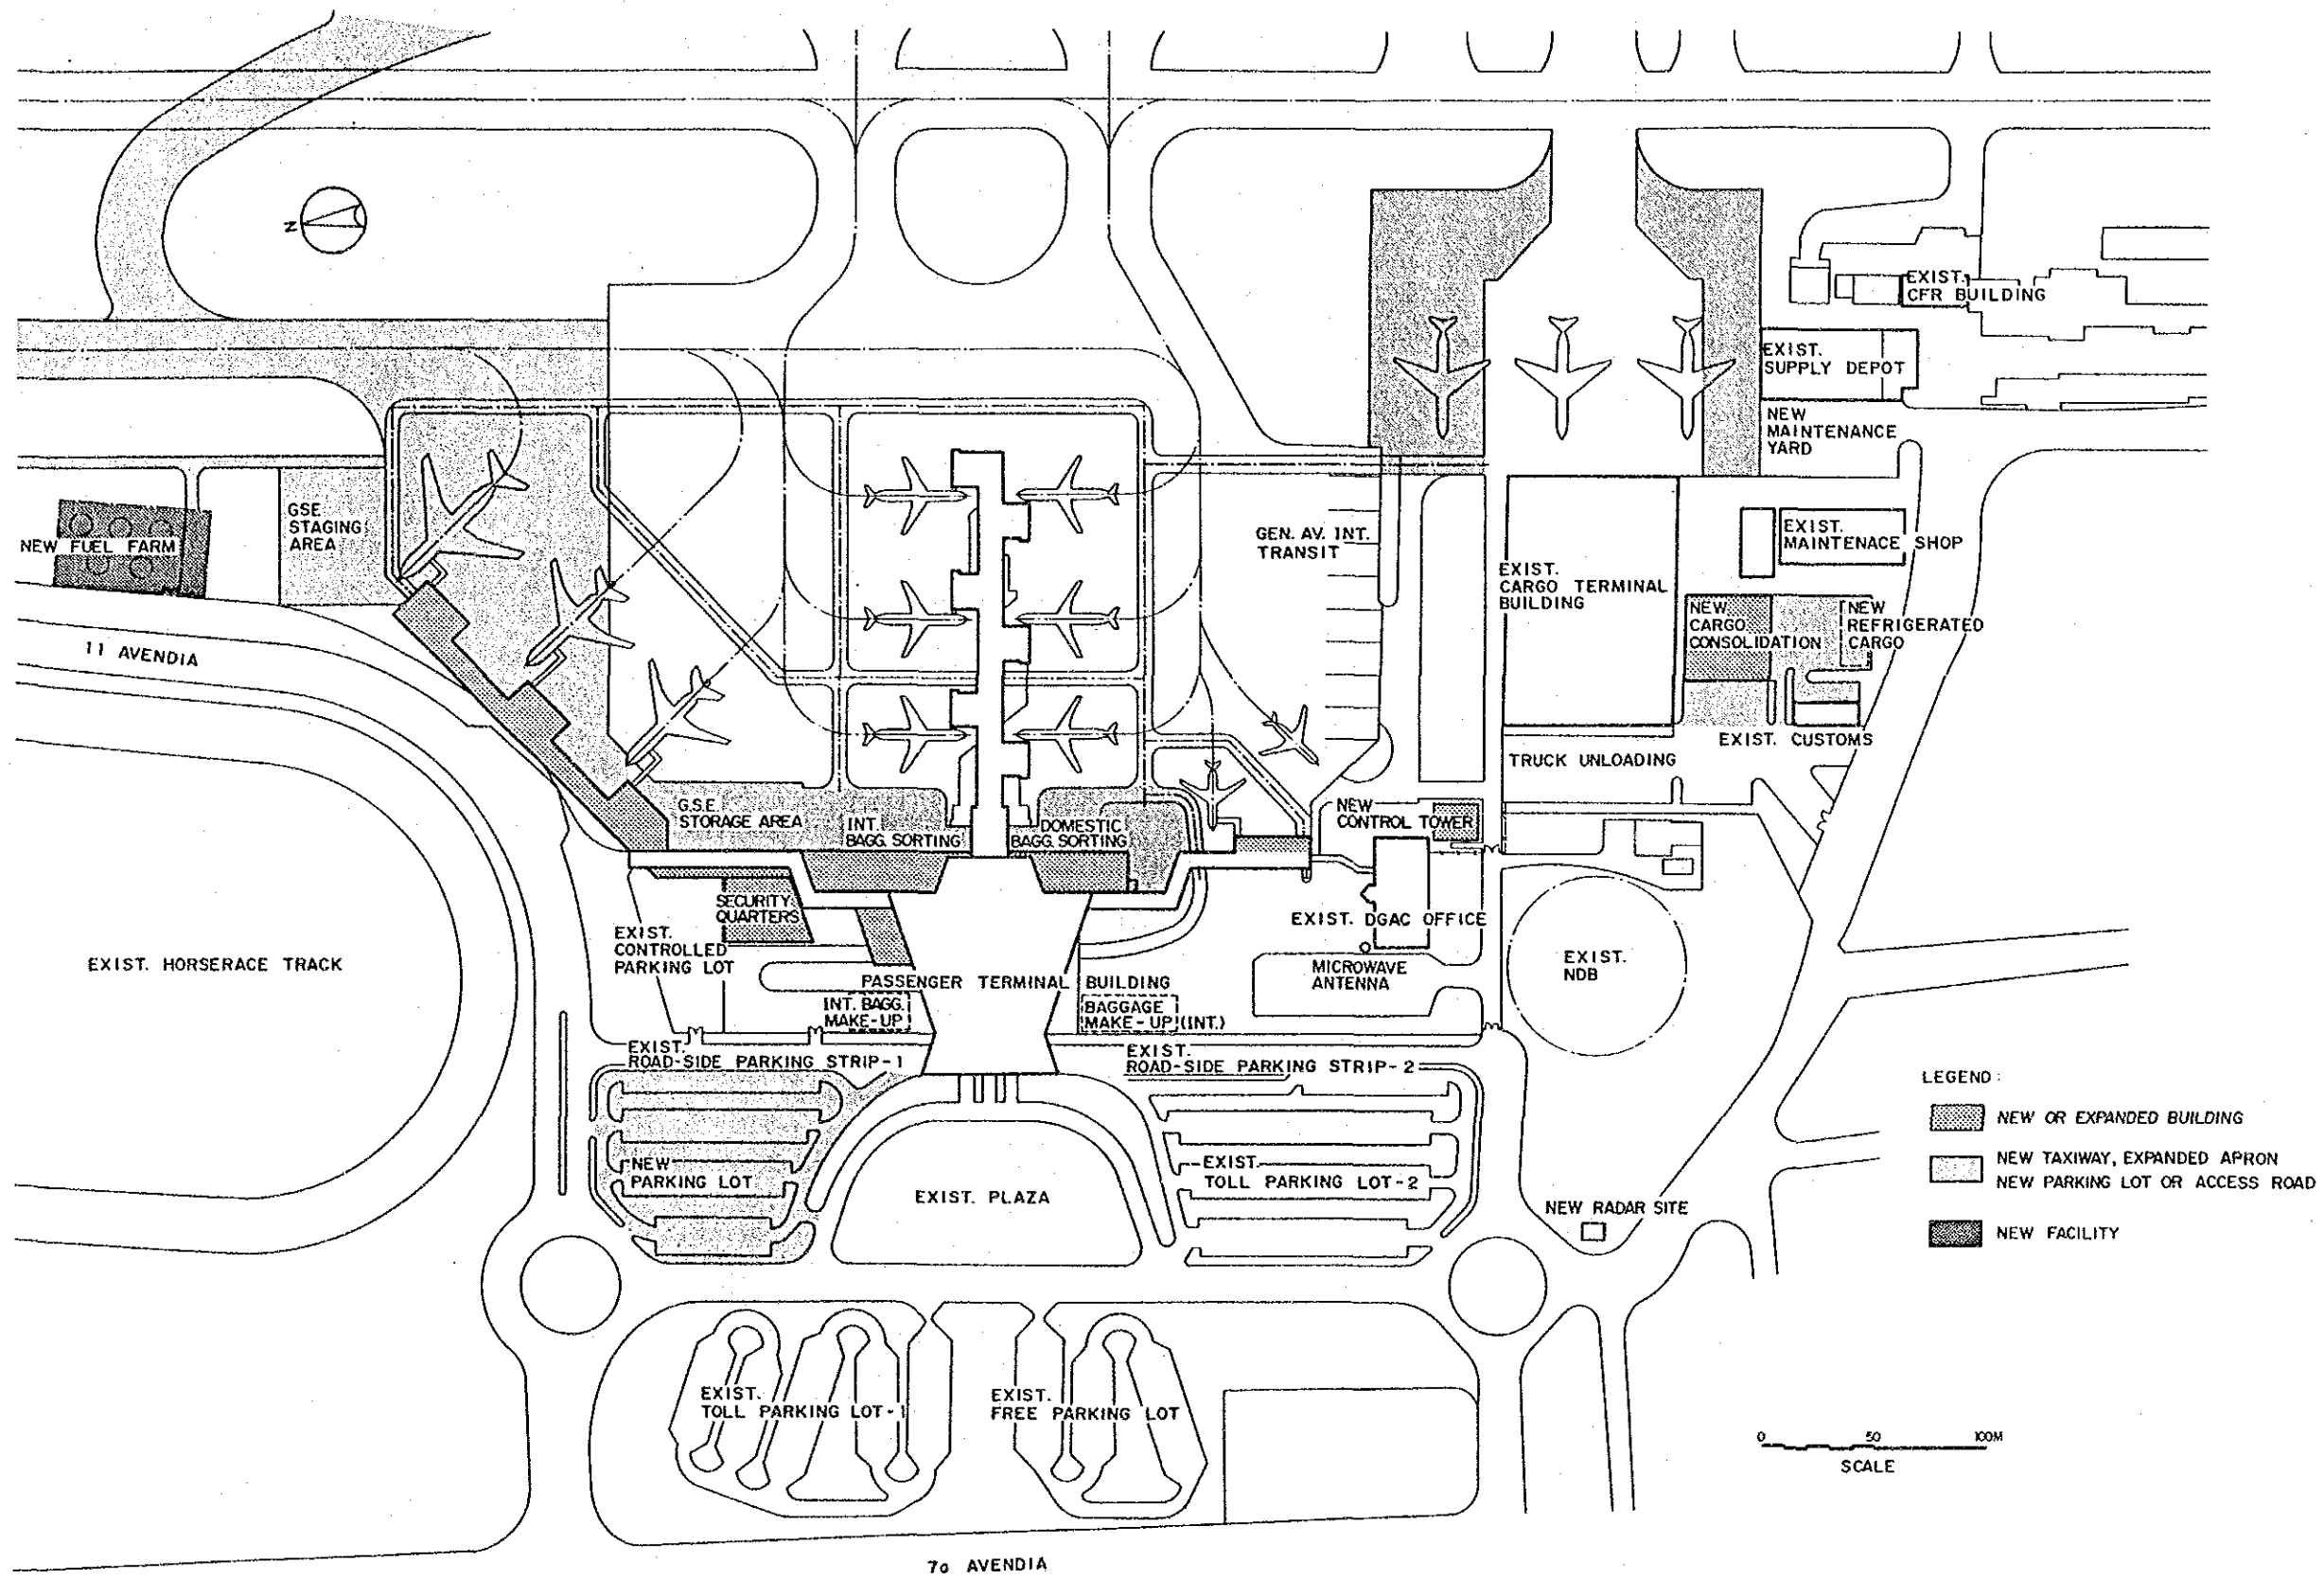 N
EXIST.
CFR BUILDING
EXIST.
SUPPLY DEPOT
NEW
MAINTENANCE
YARD
GSE
STAGING
AREA
NEW FUEL FARM
GEN. AV. INT.
TRANSIT
EXIST.
MAINTENACE SHOP
EXIST.
CARGO TERMINAL
BUILDING
NEW
CARGO
CONSOLIDATION
NEW
REFRIGERATED
CARGO
11 AVENDIA
EXIST. CUSTOMS
TRUCK UNLOADING
G.S.E.
STORAGE AREA
INT.
BAGG. SORTING
DOMESTIC
BAGG. SORTING
NEW
CONTROL TOWER
SECURITY
QUARTERS
EXIST. DGAC OFFICE
EXIST.
CONTROLLED
PARKING LOT
EXIST. HORSERACE TRACK
PASSENGER TERMINAL BUILDING
MICROWAVE
ANTENNA
EXIST.
NDB
INT. BAGG.
MAKE-UP
BAGGAGE
MAKE-UP (INT.)
EXIST.
ROAD-SIDE PARKING STRIP-1
EXIST.
ROAD-SIDE PARKING STRIP-2
LEGEND:
NEW OR EXPANDED BUILDING
NEW TAXIWAY, EXPANDED APRON
NEW PARKING LOT OR ACCESS ROAD
NEW FACILITY
NEW
PARKING LOT
EXIST. PLAZA
EXIST.
TOLL PARKING LOT-2
NEW RADAR SITE
EXIST.
TOLL PARKING LOT-1
EXIST.
FREE PARKING LOT
0 50 100M
SCALE
7a AVENDIA